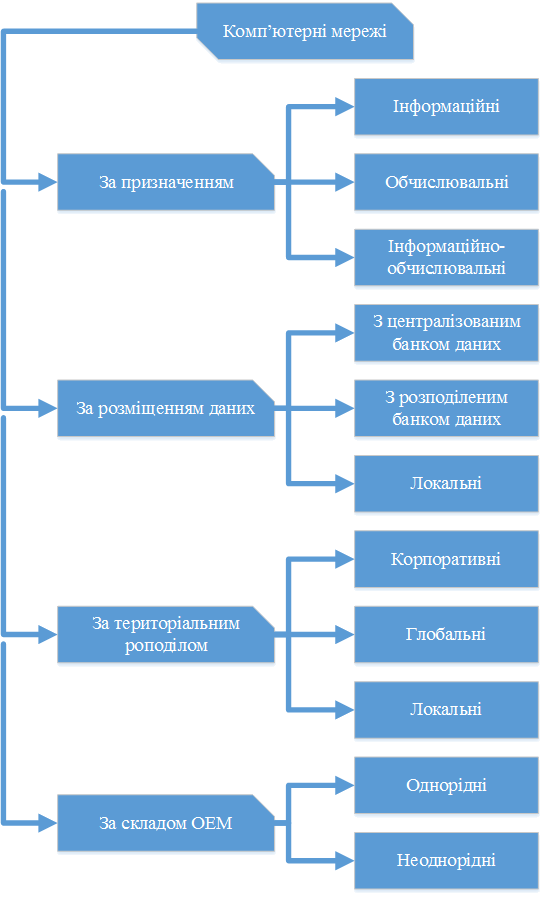 Комп’ютерні мережі
За призначенням
Інформаційні
Обчислювальні
Інформаційно-
обчислювальні
За розміщенням даних
З централізованим
банком даних
З розподіленим
банком даних
Локальні
За територіальним
роподілом
Корпоративні
Глобальні
Локальні
За складом ОЕМ
Однорідні
Неоднорідні